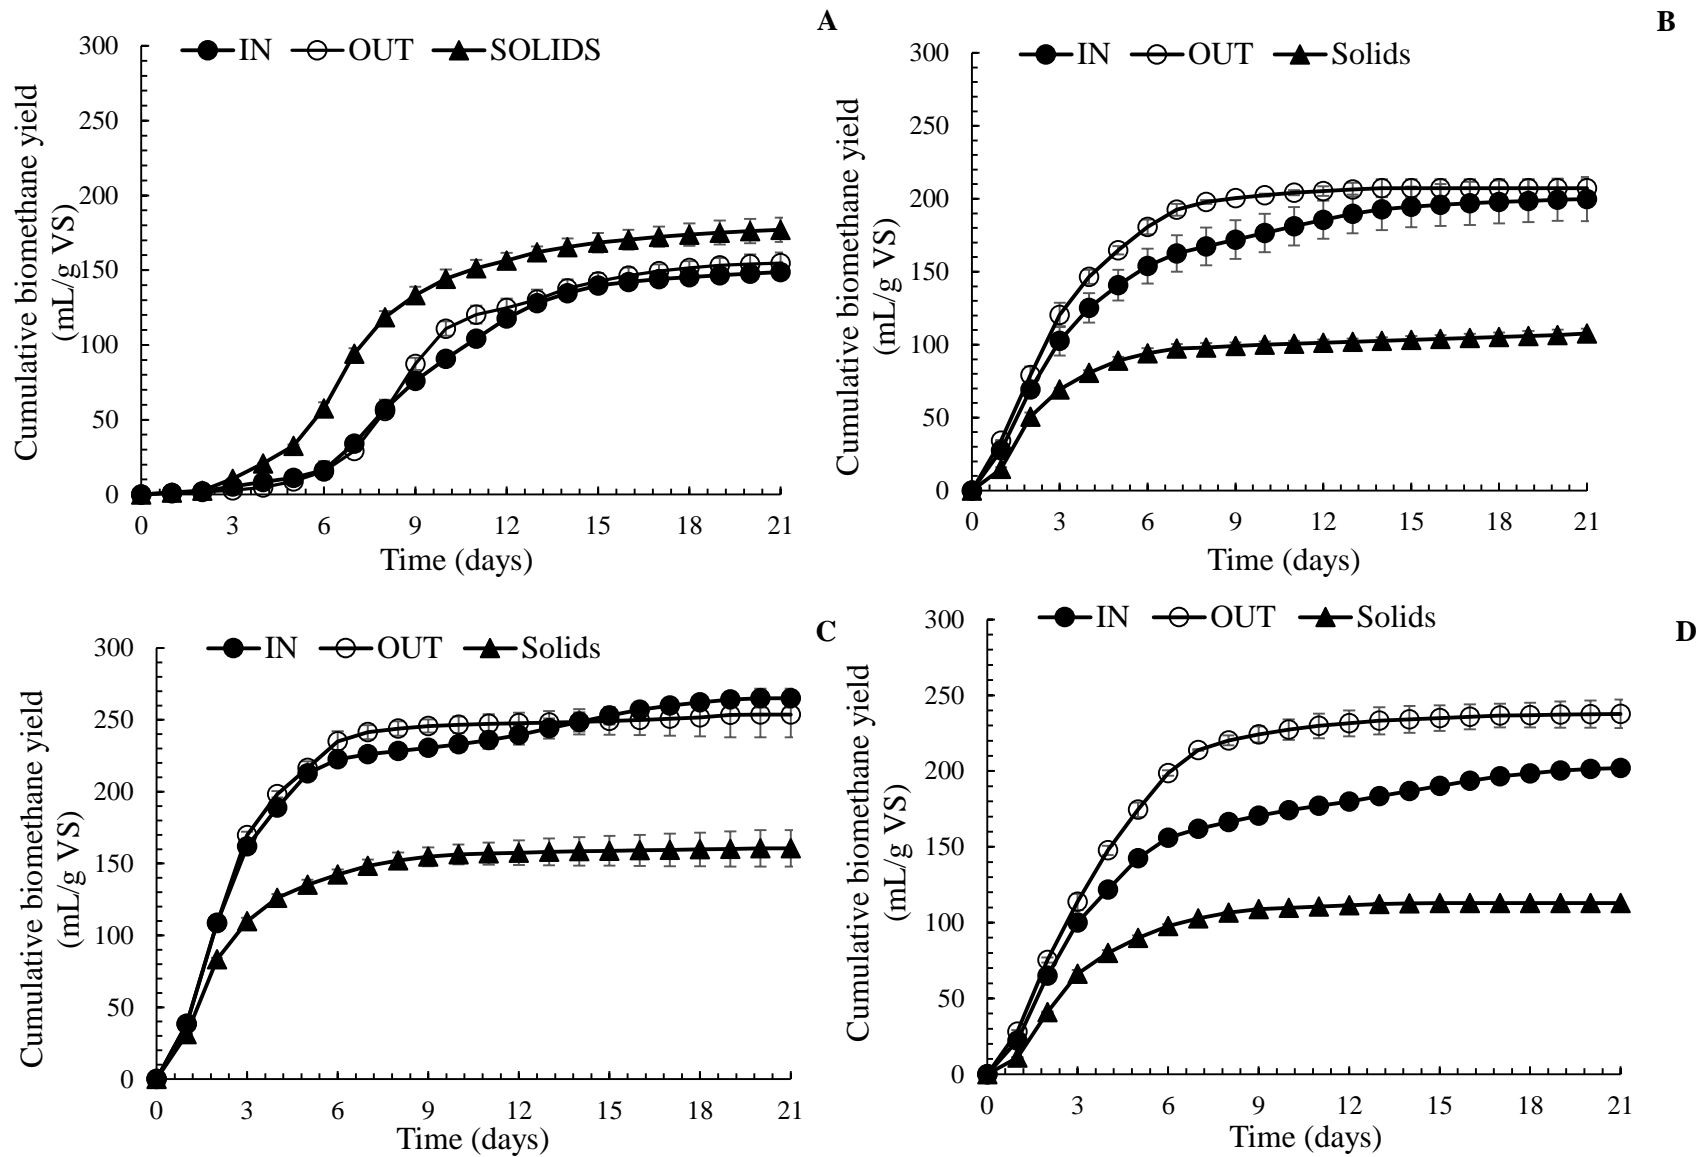 A
IN OUT SOLIDS
300
250
200
150
100
50
0
0 3 6 9 12 15 18 21
Time (days)
Cumulative biomethane yield
(mL/g VS)
B
IN OUT Solids
300
250
200
150
100
50
0
0 3 6 9 12 15 18 21
Time (days)
Cumulative biomethane yield
(mL/g VS)
C
IN OUT Solids
300
250
200
150
100
50
0
0 3 6 9 12 15 18 21
Time (days)
Cumulative biomethane yield
(mL/g VS)
D
IN OUT Solids
300
250
200
150
100
50
0
0 3 6 9 12 15 18 21
Time (days)
Cumulative biomethane yield
(mL/g VS)